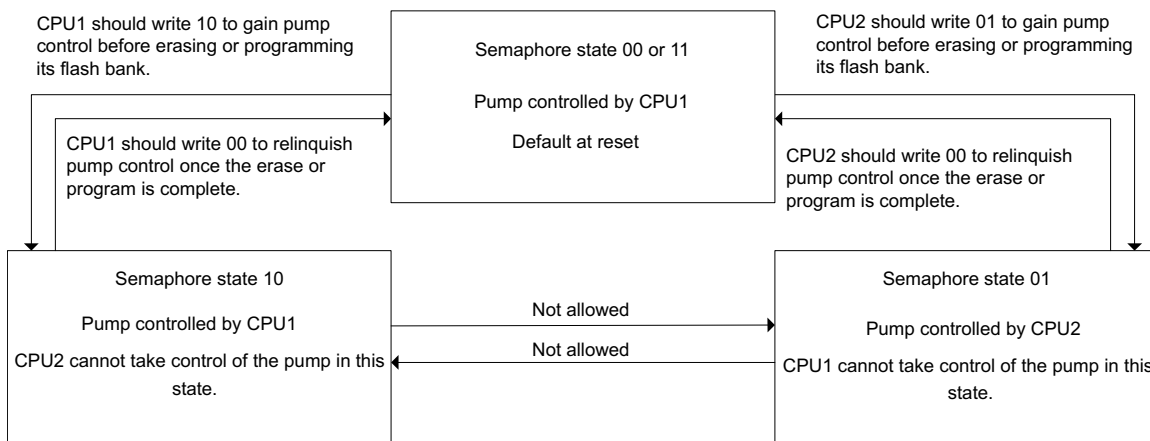 CPU1 should write 10 to gain pump
control before erasing or programming
its flash bank.
Semaphore state 00 or 11
Pump controlled by CPU1
Default at reset
CPU2 should write 01 to gain pump
control before erasing or programming
its flash bank.
CPU1 should write 00 to relinquish
pump control once the erase or
program is complete.
CPU2 should write 00 to relinquish
pump control once the erase or
program is complete.
Semaphore state 10
Pump controlled by CPU1
CPU2 cannot take control of the pump in this
state.
Not allowed
Not allowed
Semaphore state 01
Pump controlled by CPU2
CPU1 cannot take control of the pump in this
state.